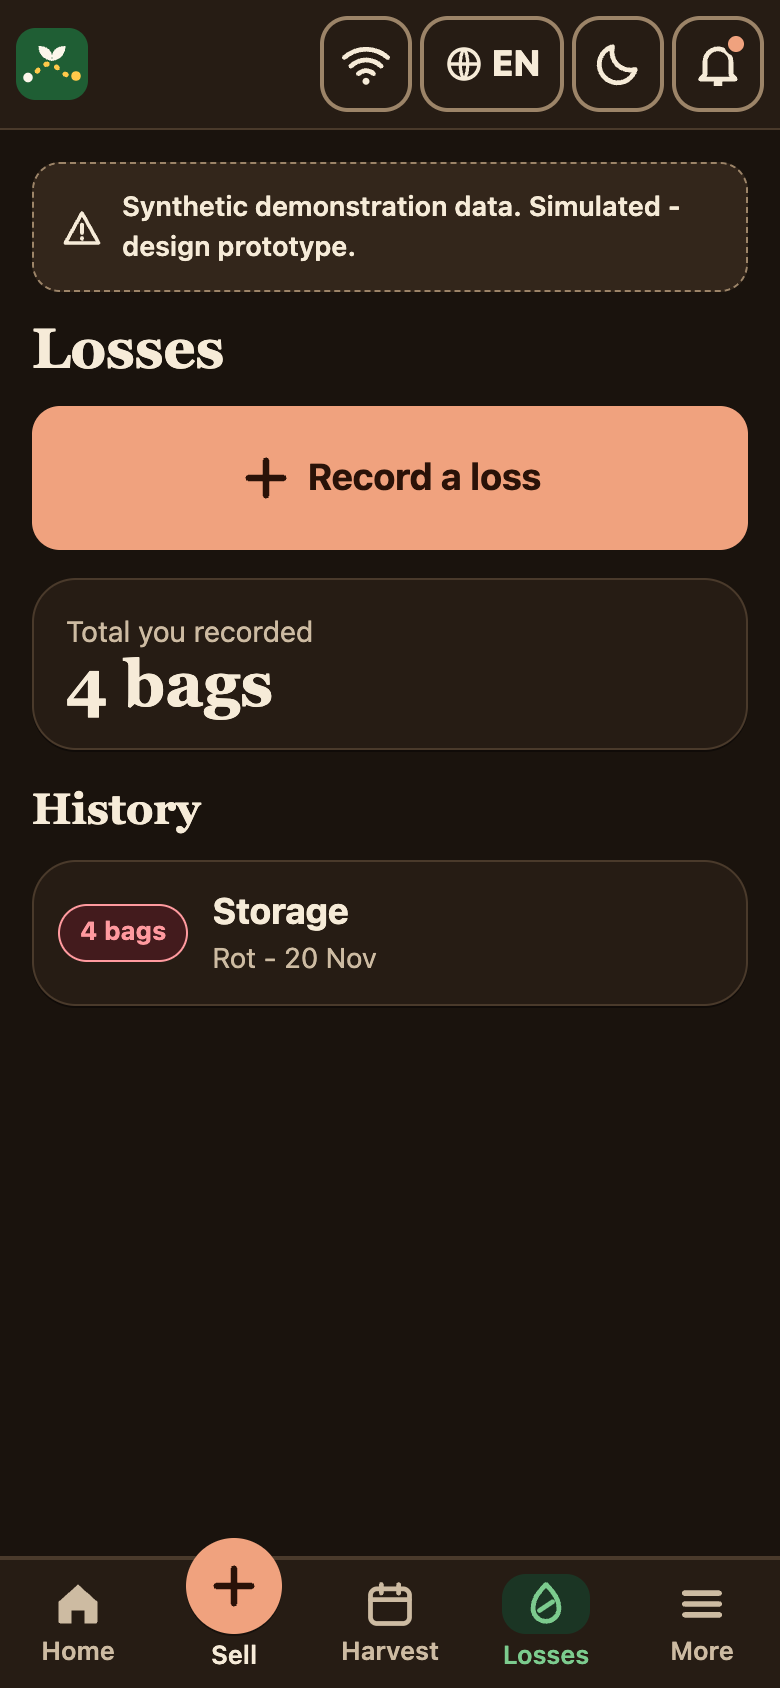 EN
Synthetic demonstration data. Simulated -
design prototype.
Losses
Record a loss
Total you recorded
4 bags
History
4 bags
Storage
Rot - 20 Nov
Home
Sell
Harvest
Losses
More